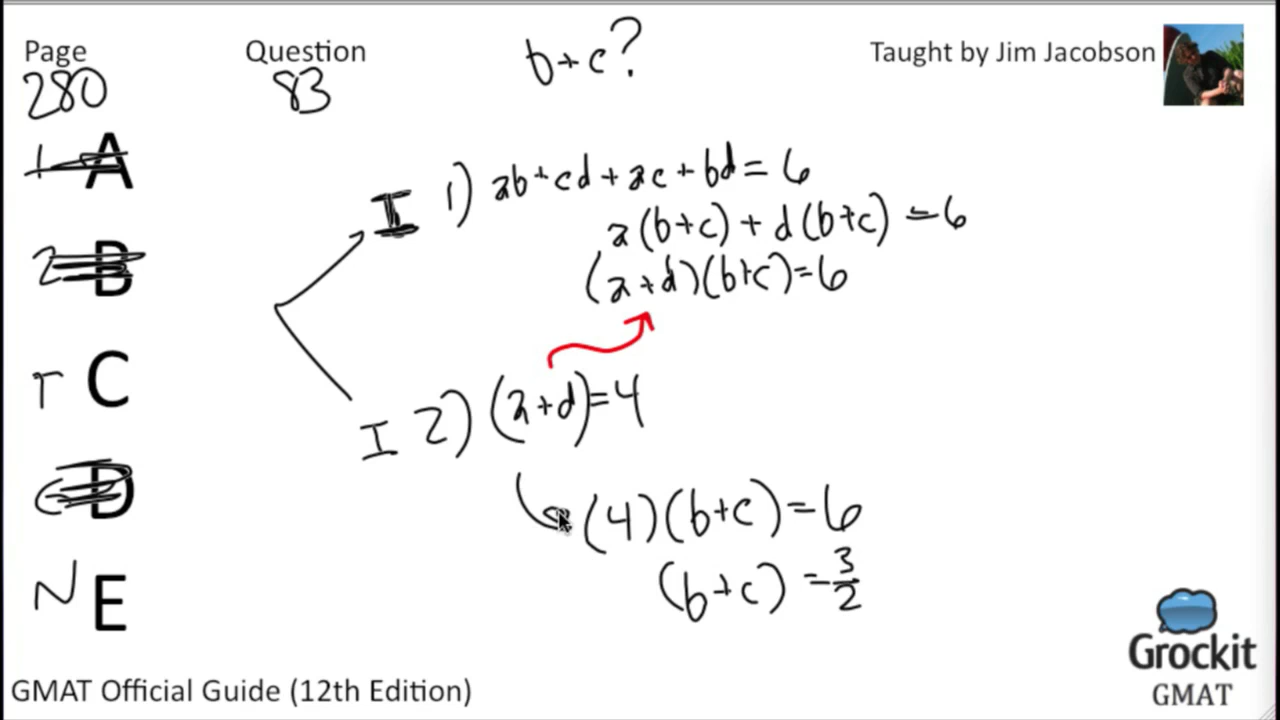 Page Question b+c? Taught by Jim Jacobson
280 83
1 A
I 1) ab+cd+ac+bd=6
a(b+c)+d(b+c)=6
2 B
(a+d)(b+c)=6
T C
I 2) (a+d)=4
E D
(4)(b+c)=6
(b+c)=3/2
N E
Grockit
GMAT
GMAT Official Guide (12th Edition)